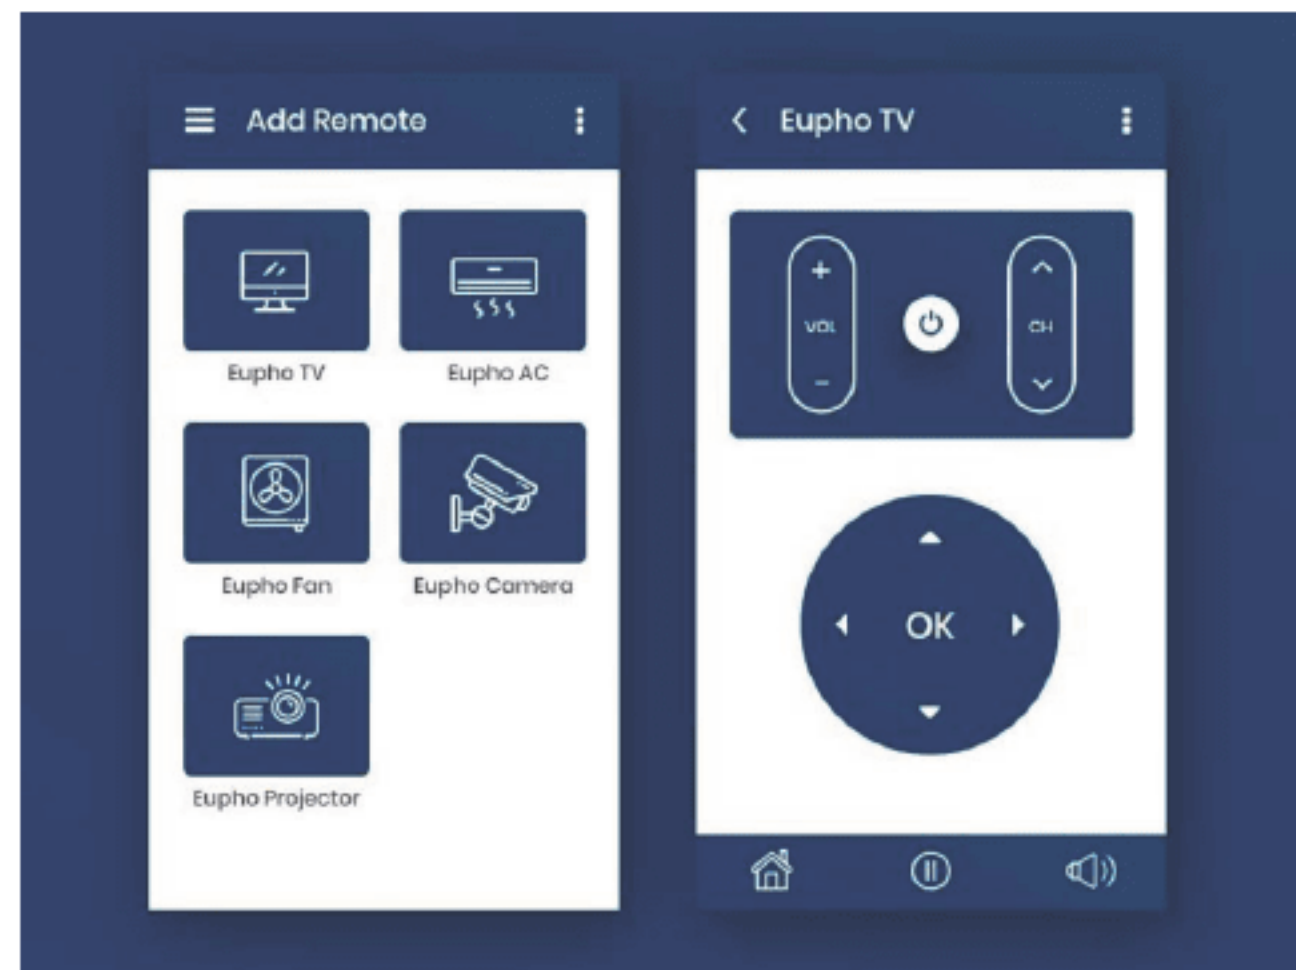 Add Remote
Eupho TV
Eupho AC
Eupho Fan
Eupho Camera
Eupho Projector
Eupho TV
+
VOL
-
CH
OK